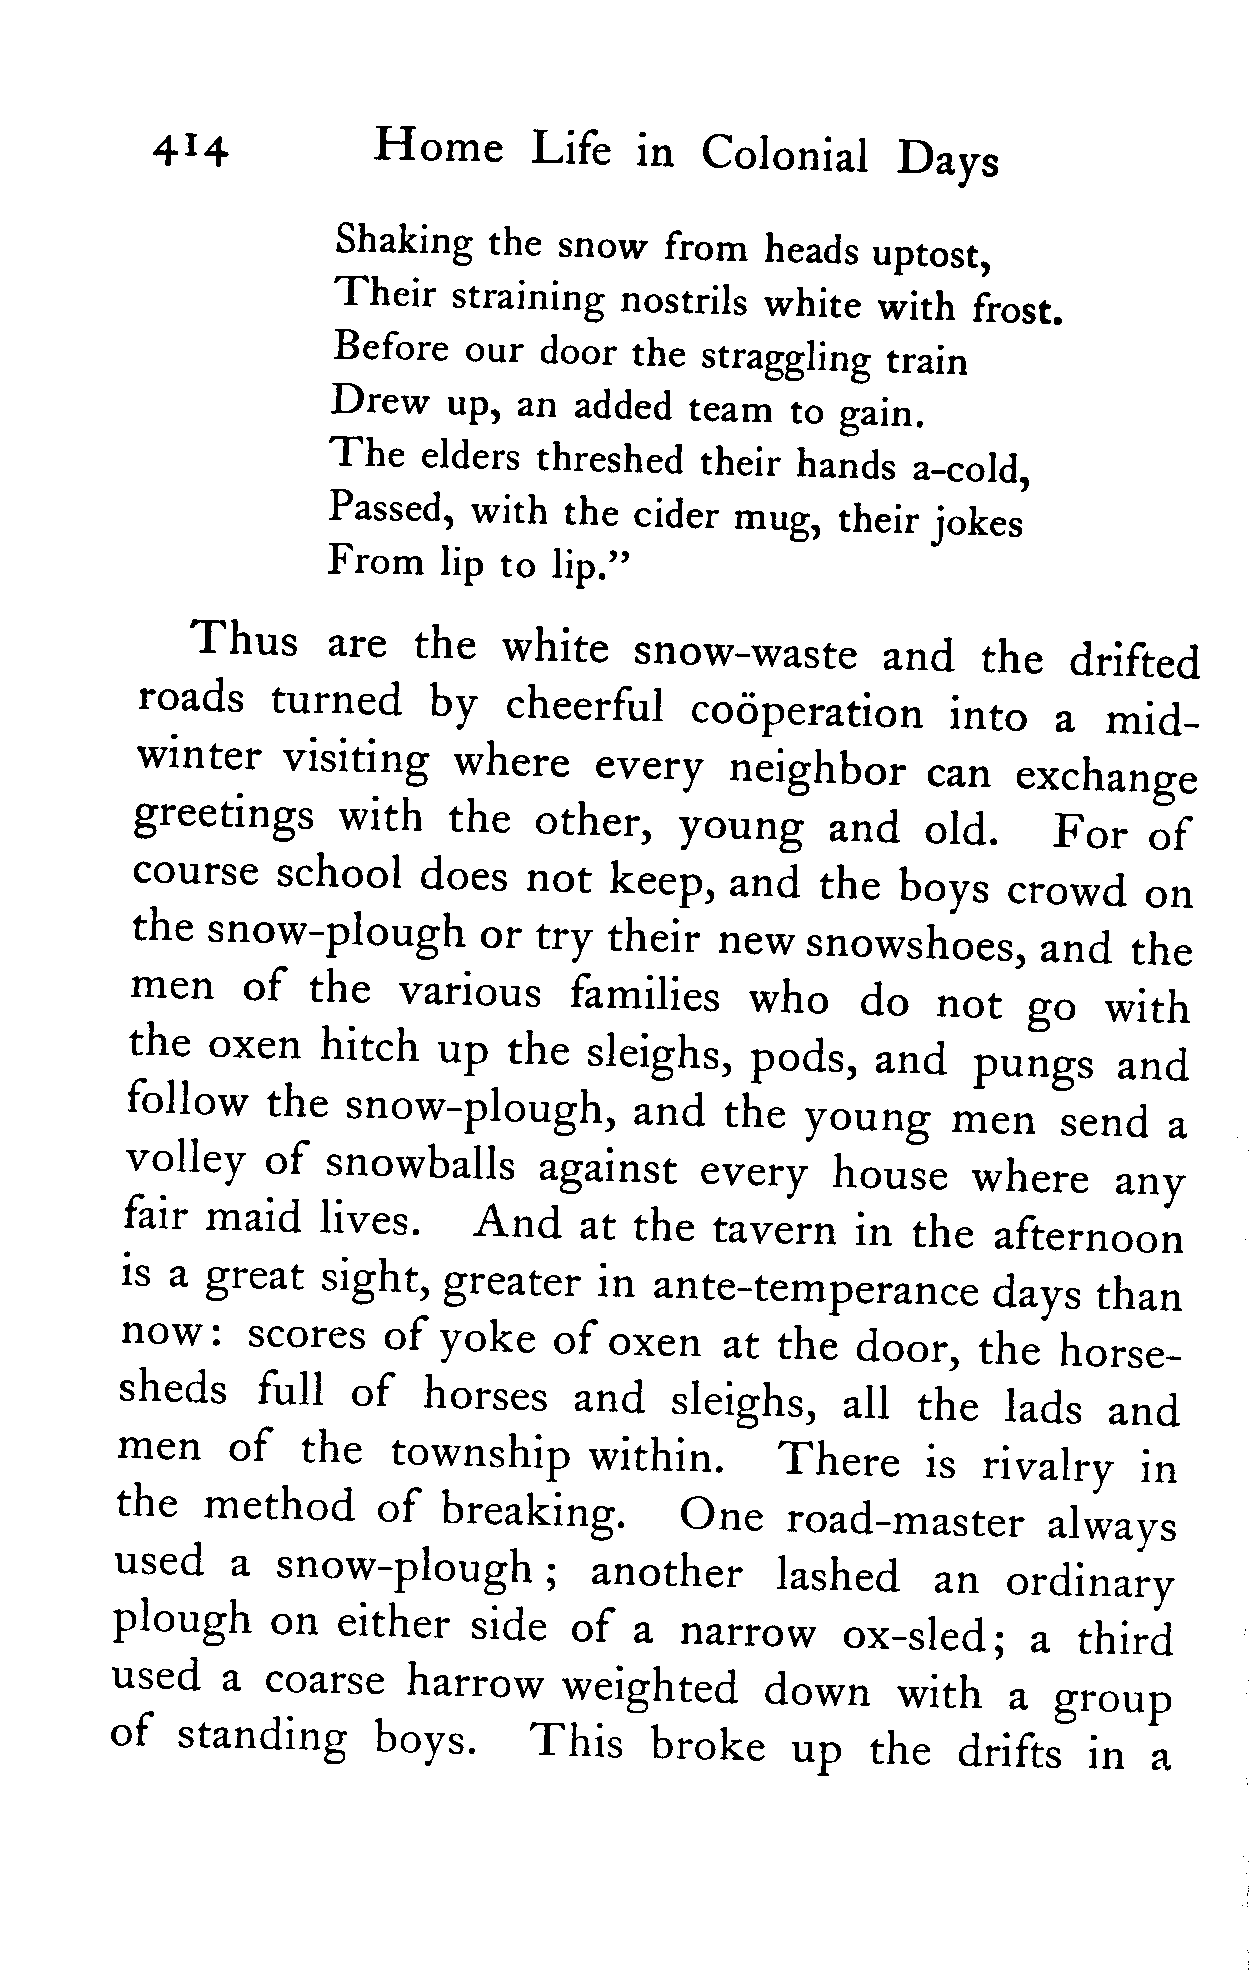 414 Home Life in Colonial Days
Shaking the snow from heads uptost,
Their straining nostrils white with frost.
Before our door the straggling train
Drew up, an added team to gain.
The elders threshed their hands a-cold,
Passed, with the cider mug, their jokes
From lip to lip.”
Thus are the white snow-waste and the drifted
roads turned by cheerful coöperation into a mid-
winter visiting where every neighbor can exchange
greetings with the other, young and old. For of
course school does not keep, and the boys crowd on
the snow-plough or try their new snowshoes, and the
men of the various families who do not go with
the oxen hitch up the sleighs, pods, and pungs and
follow the snow-plough, and the young men send a
volley of snowballs against every house where any
fair maid lives. And at the tavern in the afternoon
is a great sight, greater in ante-temperance days than
now: scores of yoke of oxen at the door, the horse-
sheds full of horses and sleighs, all the lads and
men of the township within. There is rivalry in
the method of breaking. One road-master always
used a snow-plough; another lashed an ordinary
plough on either side of a narrow ox-sled; a third
used a coarse harrow weighted down with a group
of standing boys. This broke up the drifts in a